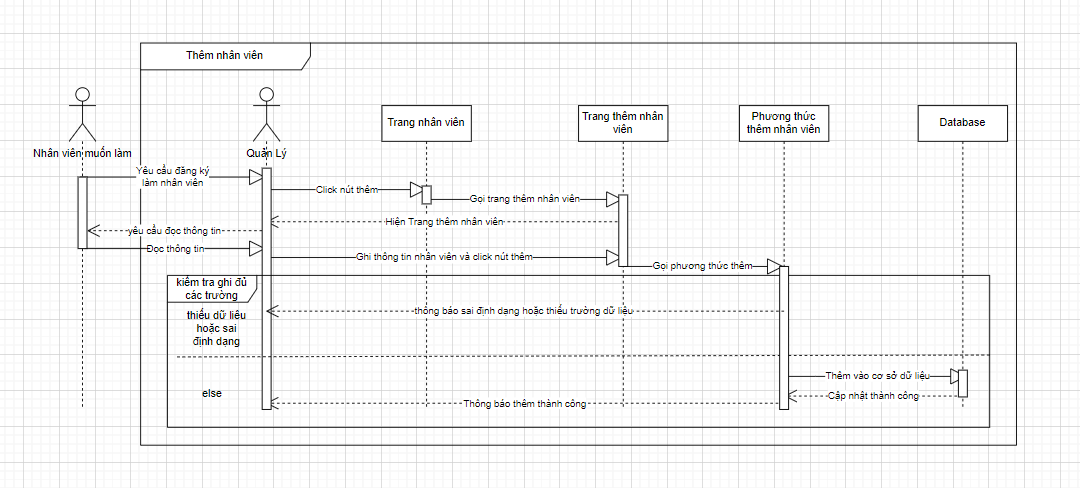 Thêm nhân viên
Nhân viên muốn làm
Quản Lý
Trang nhân viên
Trang thêm nhân
viên
Phương thức
thêm nhân viên
Database
Yêu cầu đăng ký
làm nhân viên
Click nút thêm
Gọi trang thêm nhân viên
Hiện Trang thêm nhân viên
yêu cầu đọc thông tin
Đọc thông tin
Ghi thông tin nhân viên và click nút thêm
Gọi phương thức thêm
kiểm tra ghi đủ
các trường
thiếu dữ liêu
hoặc sai
định dạng
thông báo sai định dạng hoặc thiếu trường dữ liệu
else
Thêm vào cơ sở dữ liệu
Cập nhật thành công
Thông báo thêm thành công